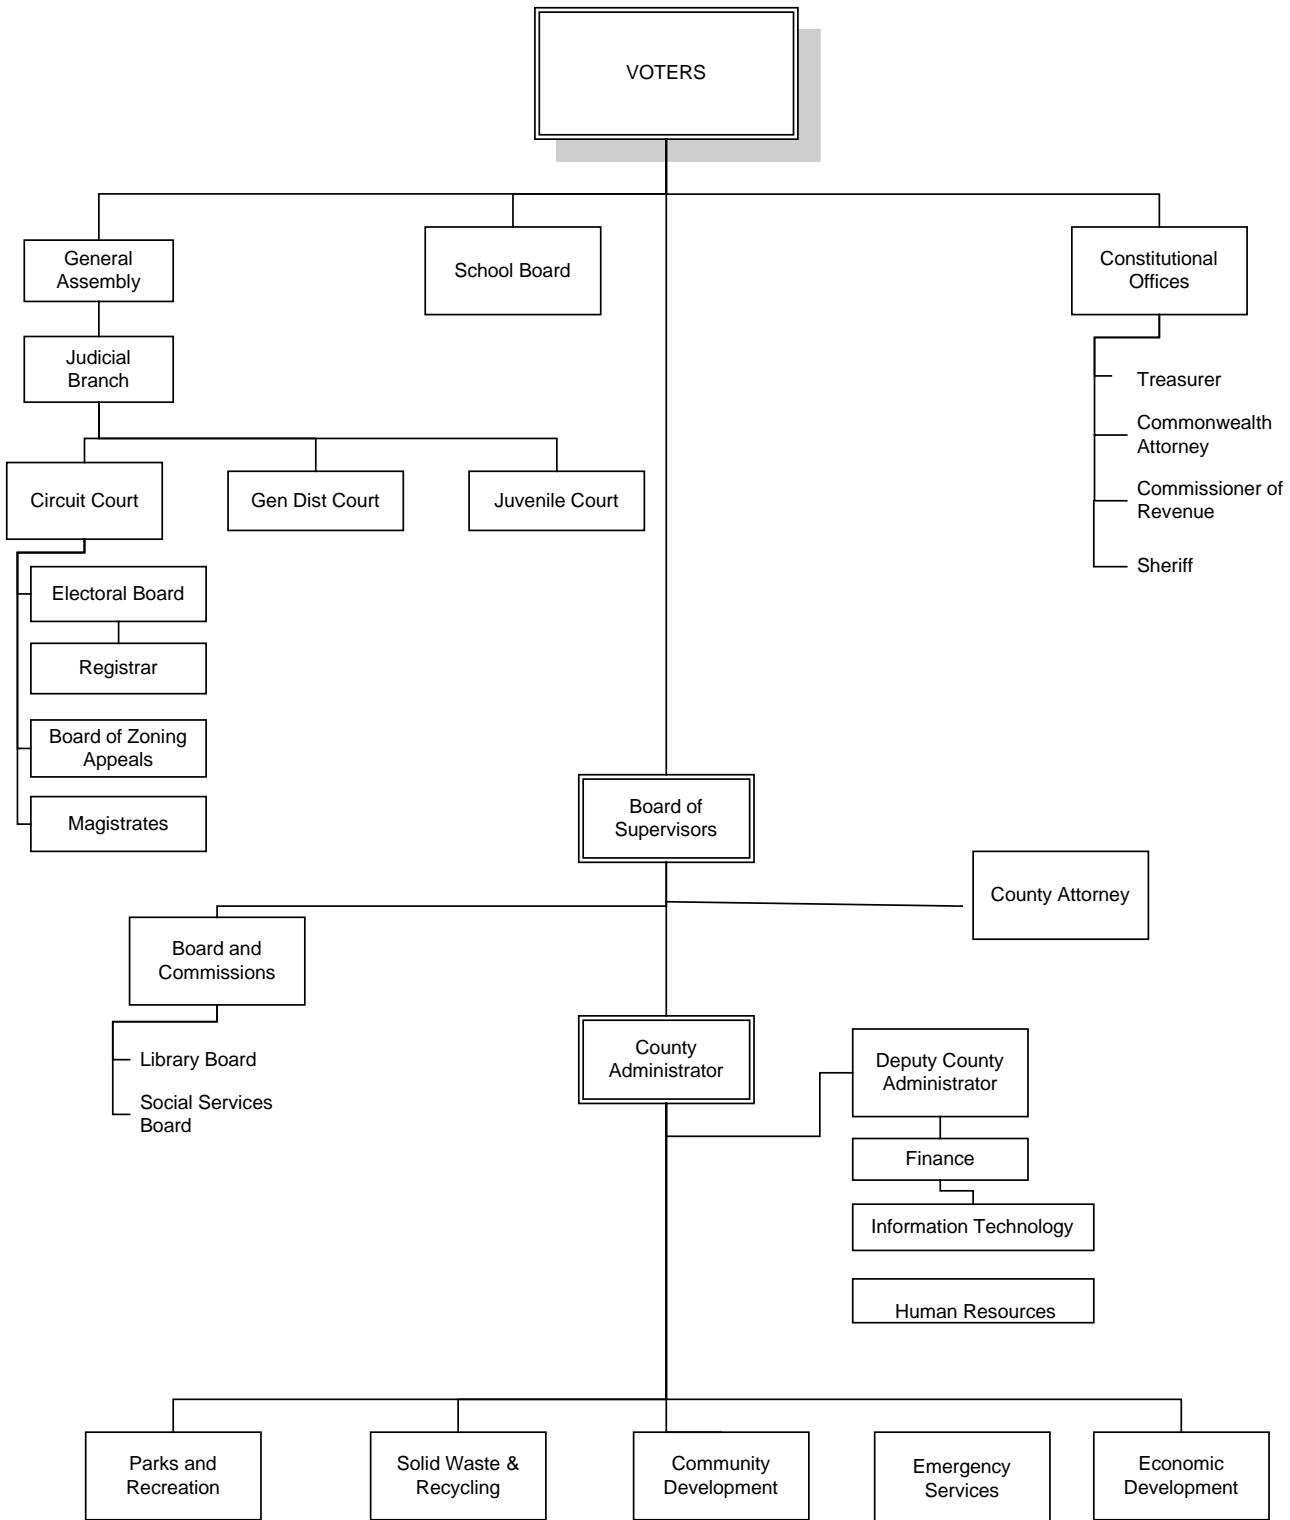 VOTERS
General
Assembly
School Board
Constitutional
Offices
Judicial
Branch
Treasurer
Commonwealth
Attorney
Commissioner of
Revenue
Sheriff
Circuit Court
Gen Dist Court
Juvenile Court
Electoral Board
Registrar
Board of Zoning
Appeals
Magistrates
Board of
Supervisors
County Attorney
Board and
Commissions
Library Board
Social Services
Board
County
Administrator
Deputy County
Administrator
Finance
Information Technology
Human Resources
Parks and
Recreation
Solid Waste &
Recycling
Community
Development
Emergency
Services
Economic
Development